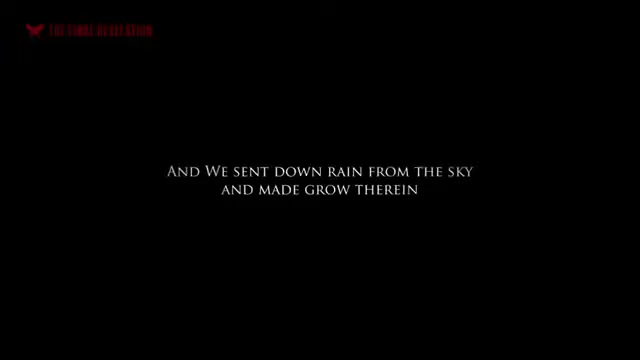 AND WE SENT DOWN RAIN FROM THE SKY
AND MADE GROW THEREIN